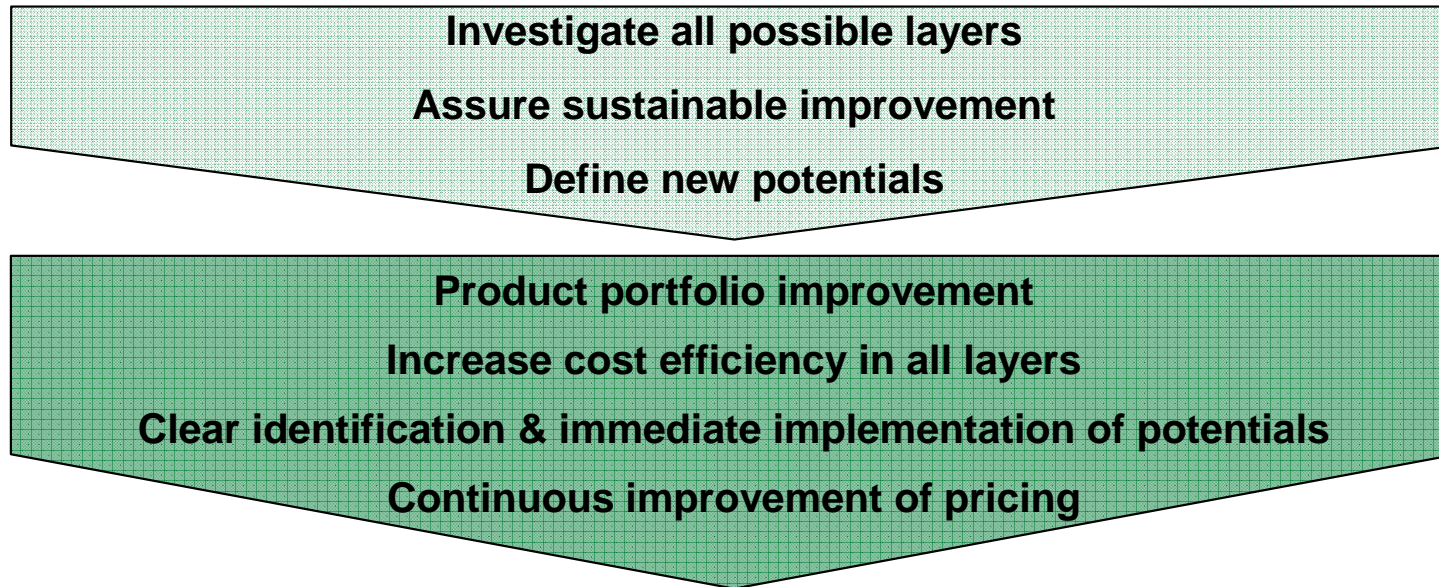 Investigate all possible layers
Assure sustainable improvement
Define new potentials
Product portfolio improvement
Increase cost efficiency in all layers
Clear identification & immediate implementation of potentials
Continuous improvement of pricing